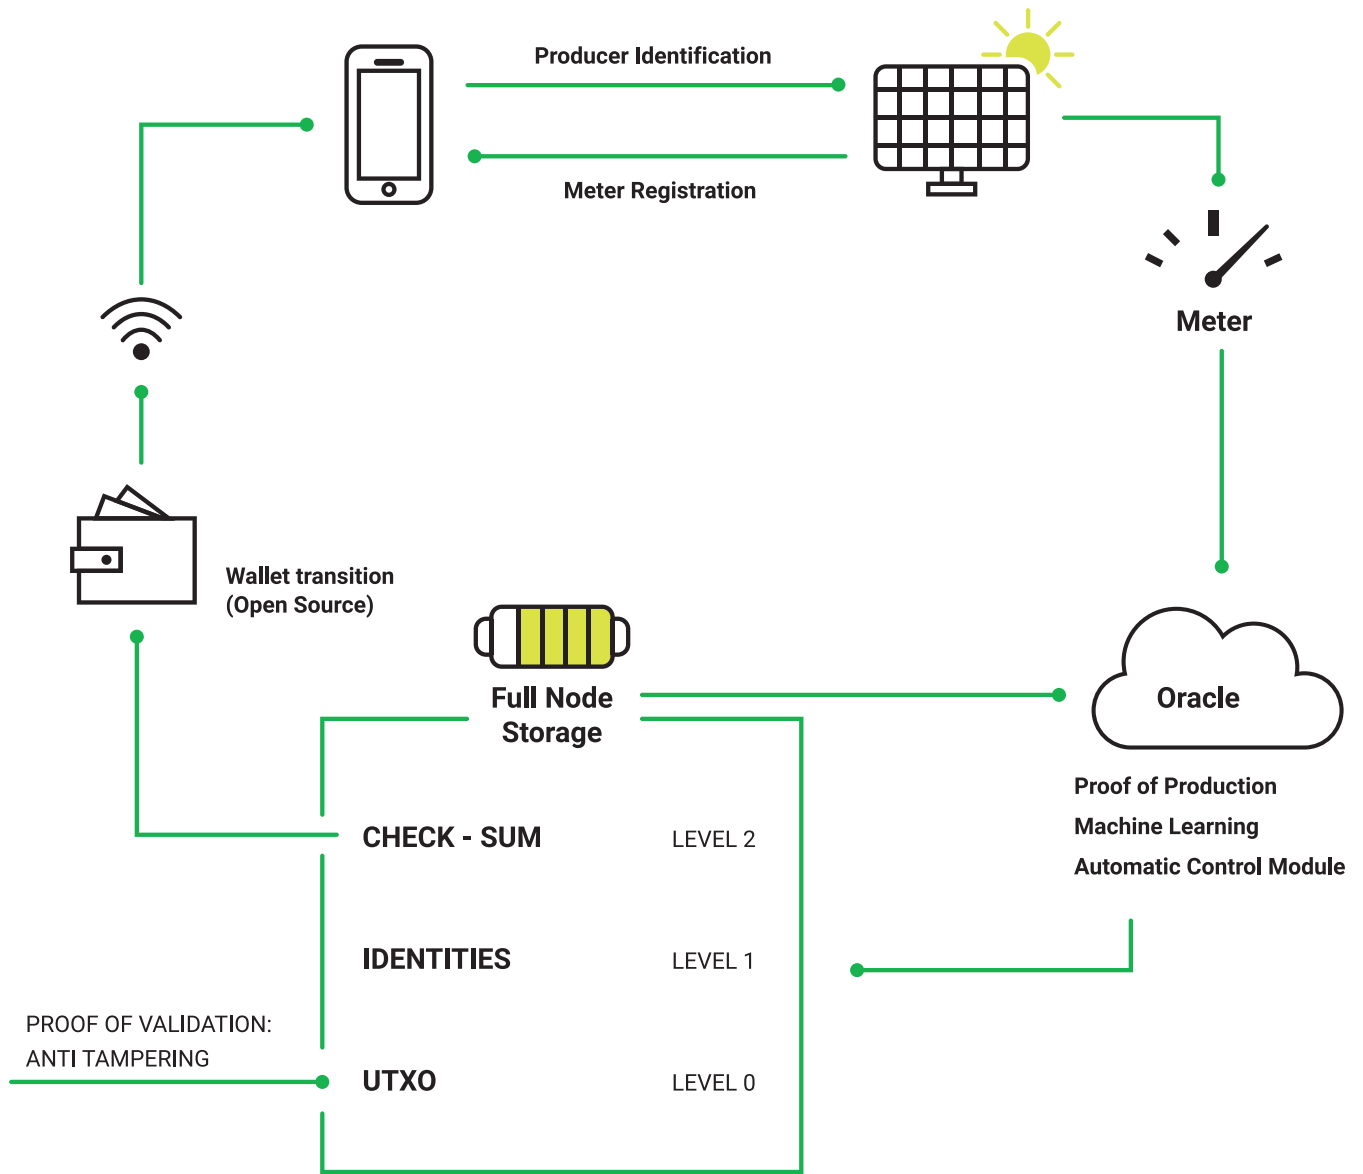 Producer Identification
Meter Registration
Meter
Wallet transition
(Open Source)
Full Node
Storage
Oracle
Proof of Production
Machine Learning
Automatic Control Module
CHECK - SUM
LEVEL 2
IDENTITIES
LEVEL 1
PROOF OF VALIDATION:
ANTI TAMPERING
UTXO
LEVEL 0